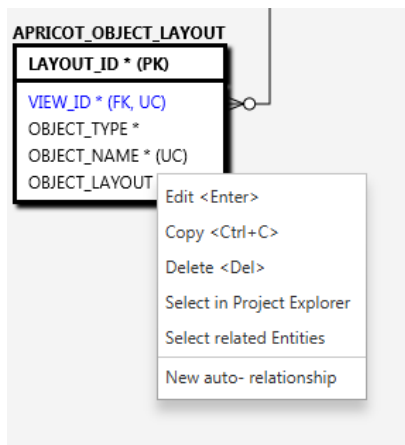 APRICOT_OBJECT_LAYOUT
LAYOUT_ID * (PK)
VIEW_ID * (FK, UC)
OBJECT_TYPE *
OBJECT_NAME * (UC)
OBJECT_LAYOUT
Edit <Enter>
Copy <Ctrl+C>
Delete <Del>
Select in Project Explorer
Select related Entities
New auto- relationship